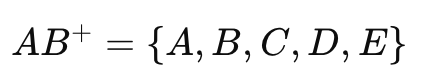 AB⁺ = {A, B, C, D, E}